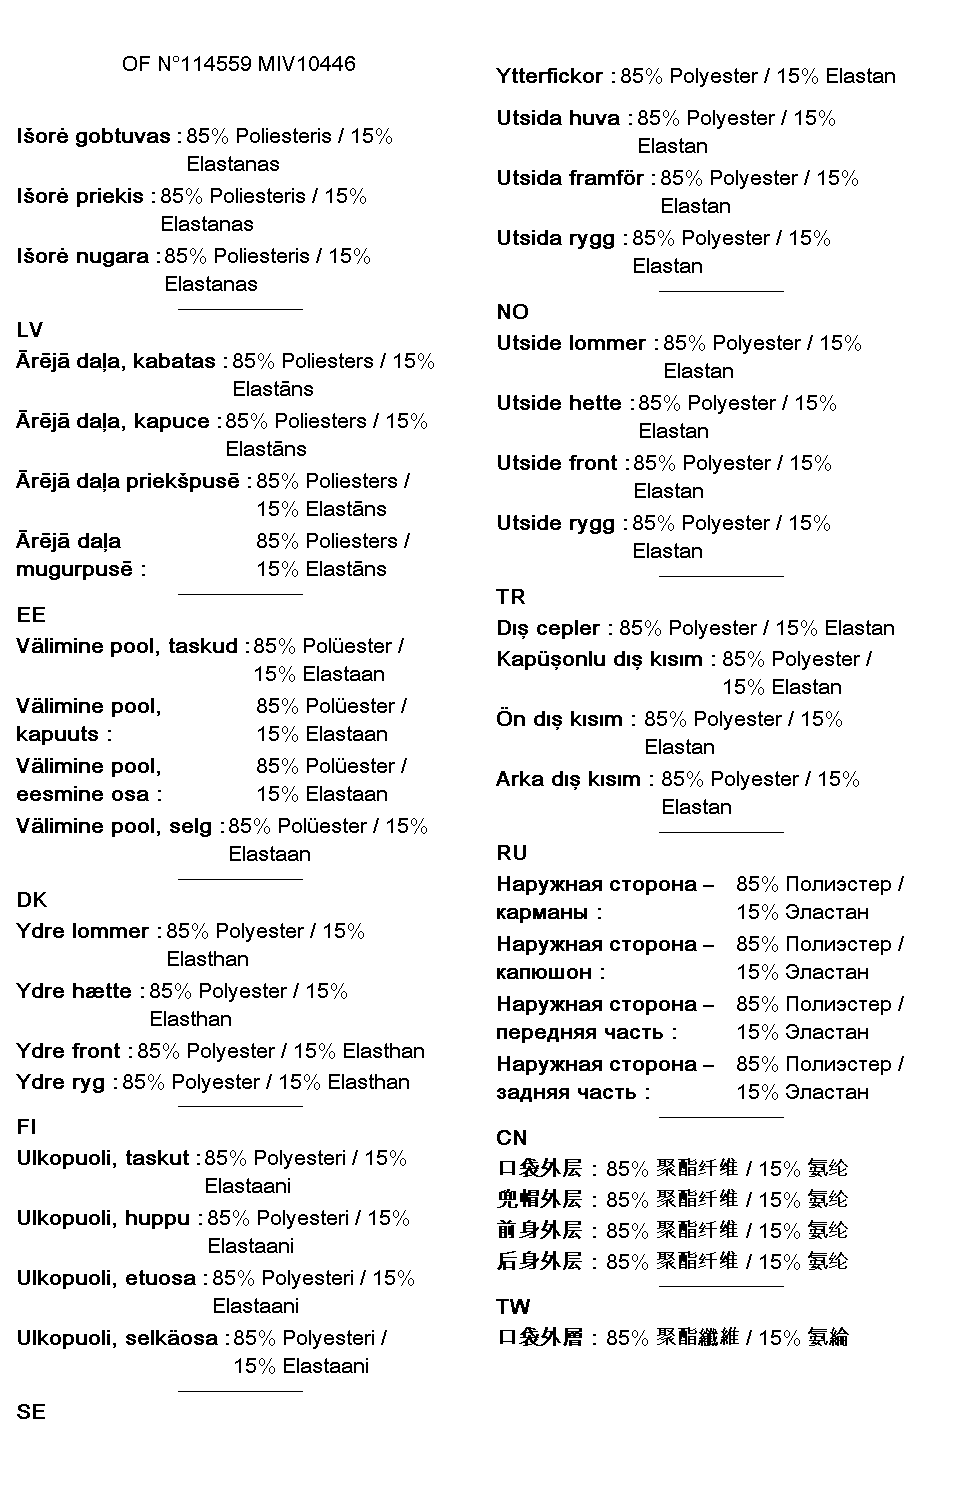 OF N°114559 MIV10446
Išorė gobtuvas : 85% Poliesteris / 15%
Elastanas
Išorė priekis : 85% Poliesteris / 15%
Elastanas
Išorė nugara : 85% Poliesteris / 15%
Elastanas
LV
Ārējā daļa, kabatas : 85% Poliesters / 15%
Elastāns
Ārējā daļa, kapuce : 85% Poliesters / 15%
Elastāns
Ārējā daļa priekšpusē : 85% Poliesters /
15% Elastāns
Ārējā daļa 85% Poliesters /
mugurpusē : 15% Elastāns
EE
Välimine pool, taskud : 85% Polüester /
15% Elastaan
Välimine pool, 85% Polüester /
kapuuts : 15% Elastaan
Välimine pool, 85% Polüester /
eesmine osa : 15% Elastaan
Välimine pool, selg : 85% Polüester / 15%
Elastaan
DK
Ydre lommer : 85% Polyester / 15%
Elasthan
Ydre hætte : 85% Polyester / 15%
Elasthan
Ydre front : 85% Polyester / 15% Elasthan
Ydre ryg : 85% Polyester / 15% Elasthan
FI
Ulkopuoli, taskut : 85% Polyesteri / 15%
Elastaani
Ulkopuoli, huppu : 85% Polyesteri / 15%
Elastaani
Ulkopuoli, etuosa : 85% Polyesteri / 15%
Elastaani
Ulkopuoli, selkäosa : 85% Polyesteri /
15% Elastaani
SE
Ytterfickor : 85% Polyester / 15% Elastan
Utsida huva : 85% Polyester / 15%
Elastan
Utsida framför : 85% Polyester / 15%
Elastan
Utsida rygg : 85% Polyester / 15%
Elastan
NO
Utside lommer : 85% Polyester / 15%
Elastan
Utside hette : 85% Polyester / 15%
Elastan
Utside front : 85% Polyester / 15%
Elastan
Utside rygg : 85% Polyester / 15%
Elastan
TR
Dış cepler : 85% Polyester / 15% Elastan
Kapüşonlu dış kısım : 85% Polyester /
15% Elastan
Ön dış kısım : 85% Polyester / 15%
Elastan
Arka dış kısım : 85% Polyester / 15%
Elastan
RU
Наружная сторона – 85% Полиэстер /
карманы : 15% Эластан
Наружная сторона – 85% Полиэстер /
капюшон : 15% Эластан
Наружная сторона – 85% Полиэстер /
передняя часть : 15% Эластан
Наружная сторона – 85% Полиэстер /
задняя часть : 15% Эластан
CN
口袋外层 : 85% 聚酯纤维 / 15% 氨纶
兜帽外层 : 85% 聚酯纤维 / 15% 氨纶
前身外层 : 85% 聚酯纤维 / 15% 氨纶
后身外层 : 85% 聚酯纤维 / 15% 氨纶
TW
口袋外層 : 85% 聚酯纖維 / 15% 氨綸